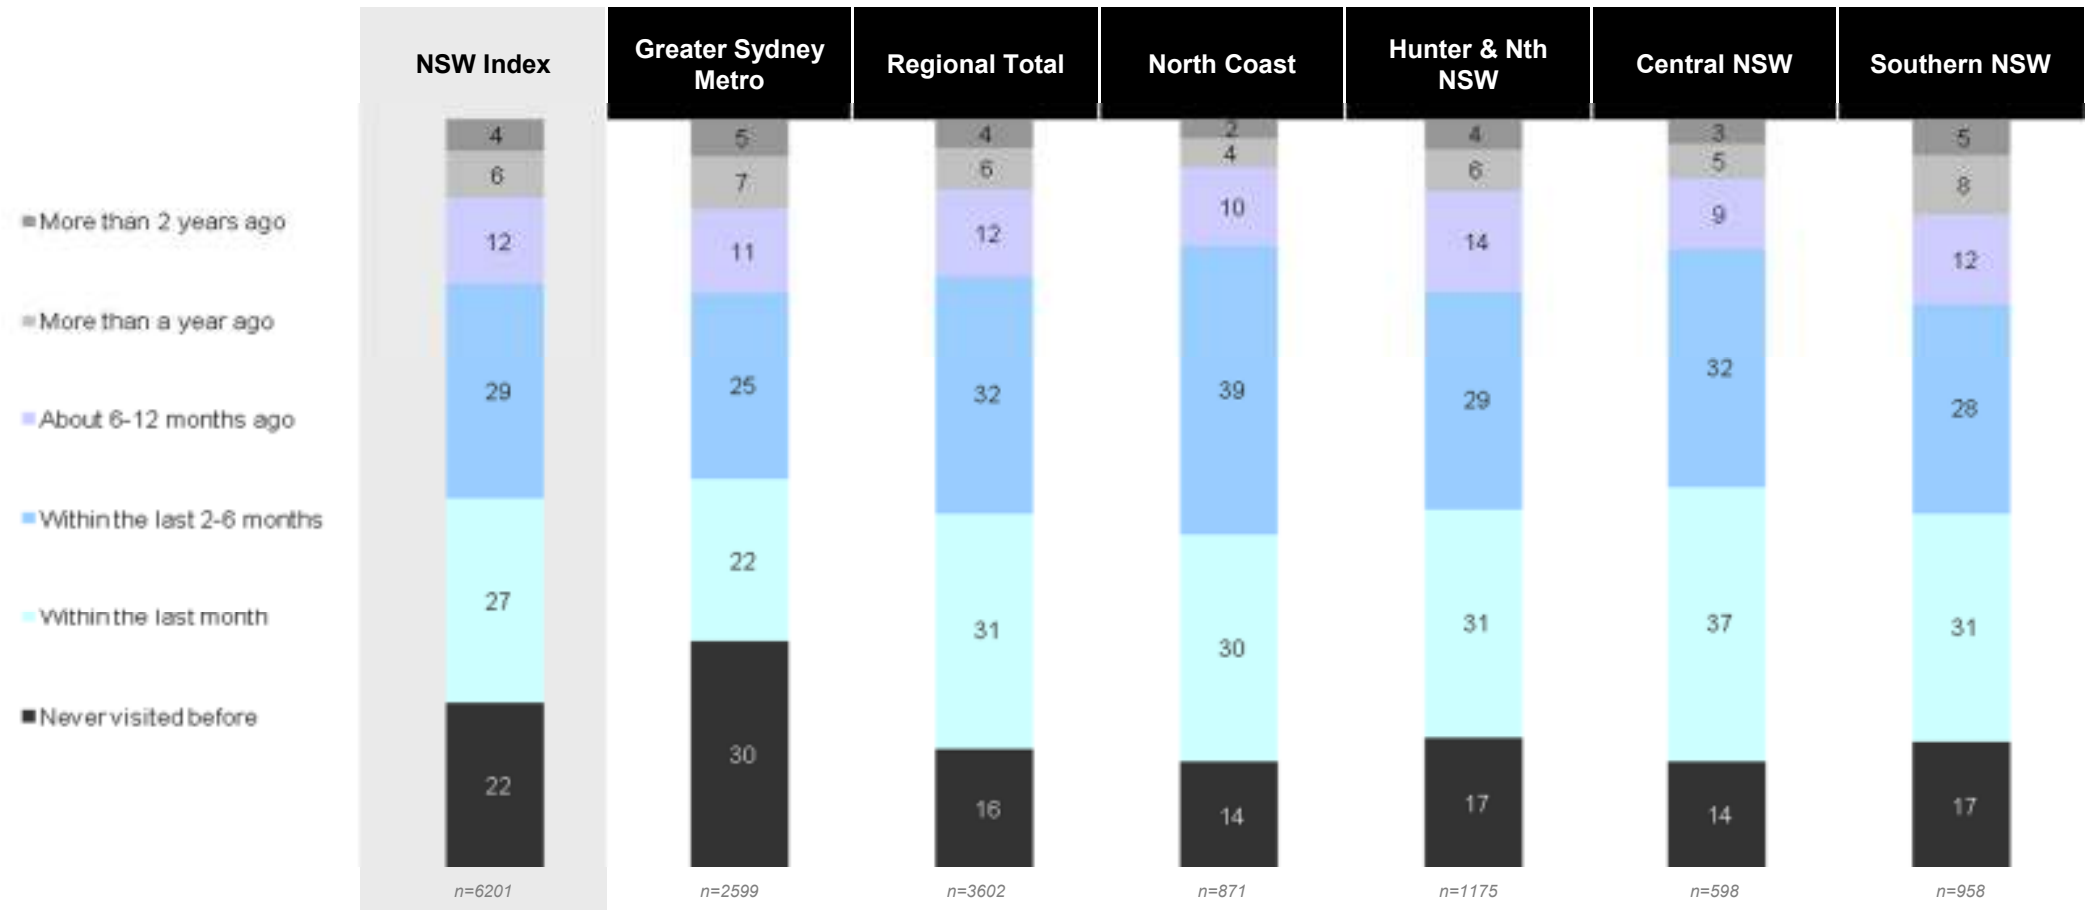 NSW Index
Greater Sydney
Metro
Regional Total
North Coast
Hunter & Nth
NSW
Central NSW
Southern NSW
More than 2 years ago
More than a year ago
About 6-12 months ago
Within the last 2-6 months
Within the last month
Never visited before
4
6
12
29
27
22
5
7
11
25
22
30
4
6
12
32
31
16
2
4
10
39
30
14
4
6
14
29
31
17
3
5
9
32
37
14
5
8
12
28
31
17
n=6201
n=2599
n=3602
n=871
n=1175
n=598
n=958